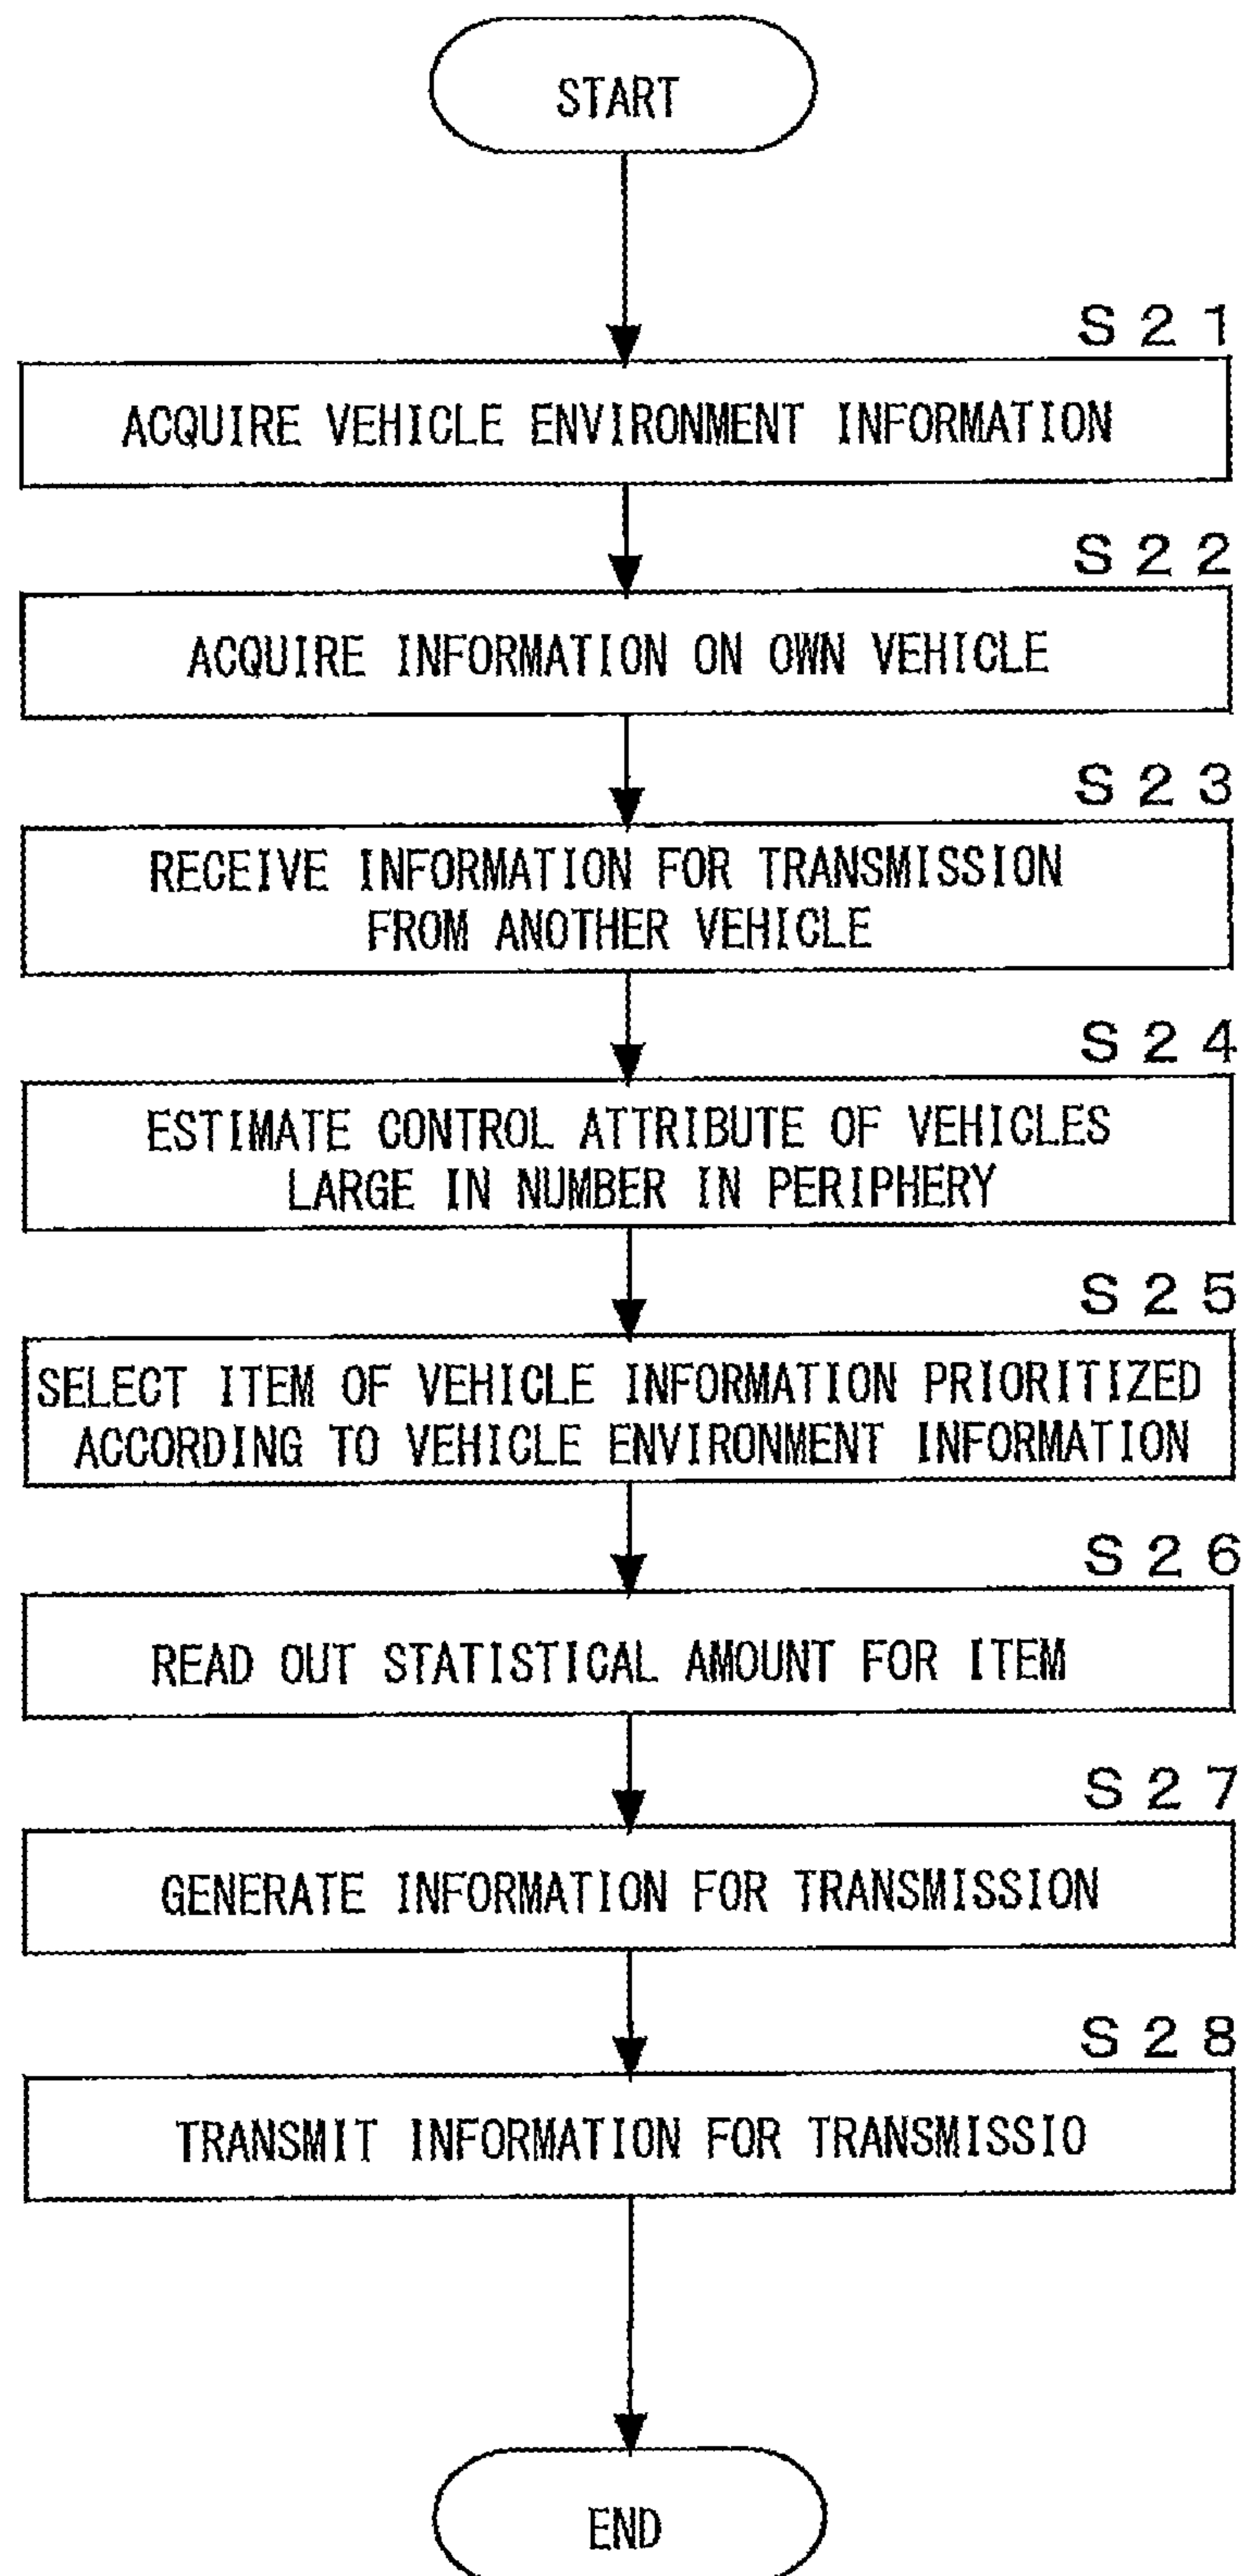 START
S21
ACQUIRE VEHICLE ENVIRONMENT INFORMATION
S22
ACQUIRE INFORMATION ON OWN VEHICLE
S23
RECEIVE INFORMATION FOR TRANSMISSION
FROM ANOTHER VEHICLE
S24
ESTIMATE CONTROL ATTRIBUTE OF VEHICLES
LARGE IN NUMBER IN PERIPHERY
S25
SELECT ITEM OF VEHICLE INFORMATION PRIORITIZED
ACCORDING TO VEHICLE ENVIRONMENT INFORMATION
S26
READ OUT STATISTICAL AMOUNT FOR ITEM
S27
GENERATE INFORMATION FOR TRANSMISSION
S28
TRANSMIT INFORMATION FOR TRANSMISSIO
END